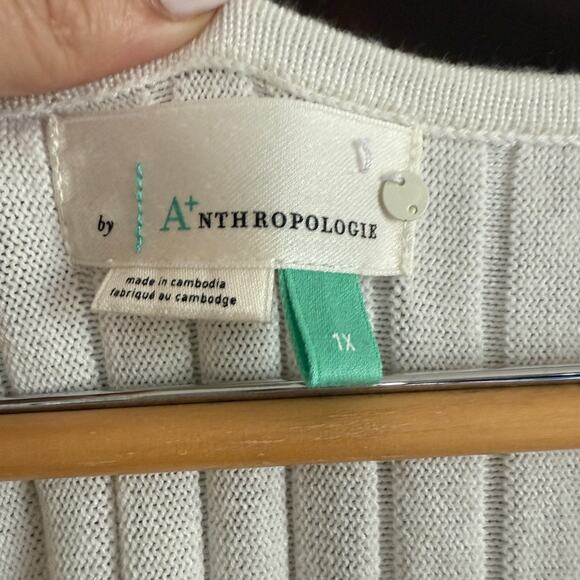 by A+NTHROPOLOGIE
made in cambodia
fabriqué au cambodge
1X